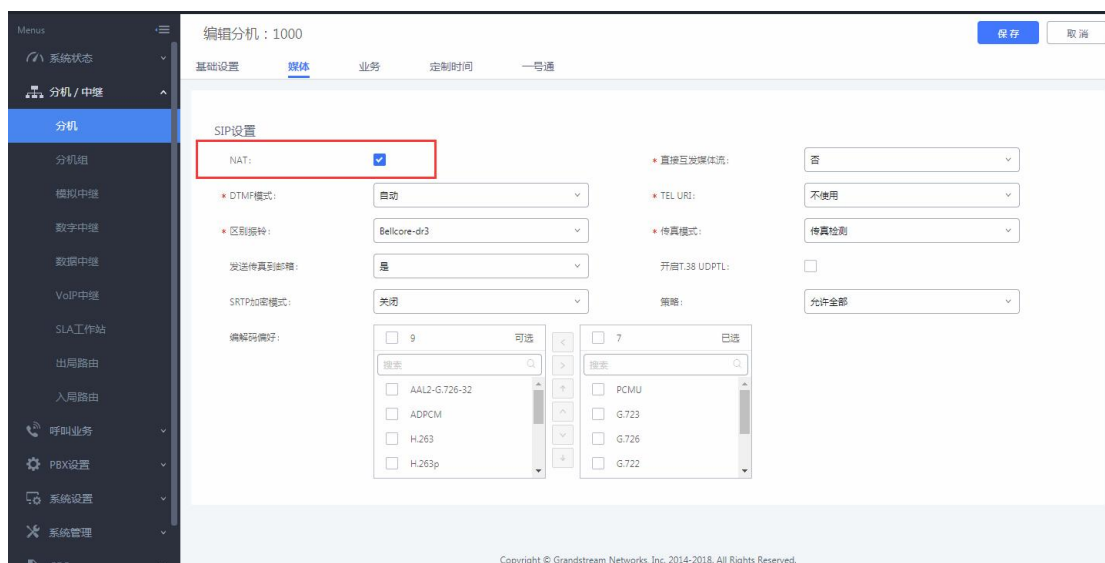 Menus
编辑分机：1000
保存
取消
系统状态
基础设置
媒体
业务
定制时间
一号通
分机/中继
分机
SIP设置
分机组
NAT：
* 直接互发媒体流：
否
模拟中继
* DTMF模式：
自动
* TEL URI：
不使用
数字中继
* 区别振铃：
Bellcore-dr3
* 传真模式：
传真检测
数据中继
发送传真到邮箱：
是
开启T.38 UDPTL：
VoIP中继
SRTP加密模式：
关闭
策略：
允许全部
SLA工作站
编解码偏好：
9
可选
7
已选
出局路由
搜索
搜索
入局路由
AAL2-G.726-32
PCMU
ADPCM
G.723
呼叫业务
H.263
G.726
PBX设置
H.263p
G.722
系统设置
系统管理
Copyright © Grandstream Networks, Inc. 2014-2018. All Rights Reserved.